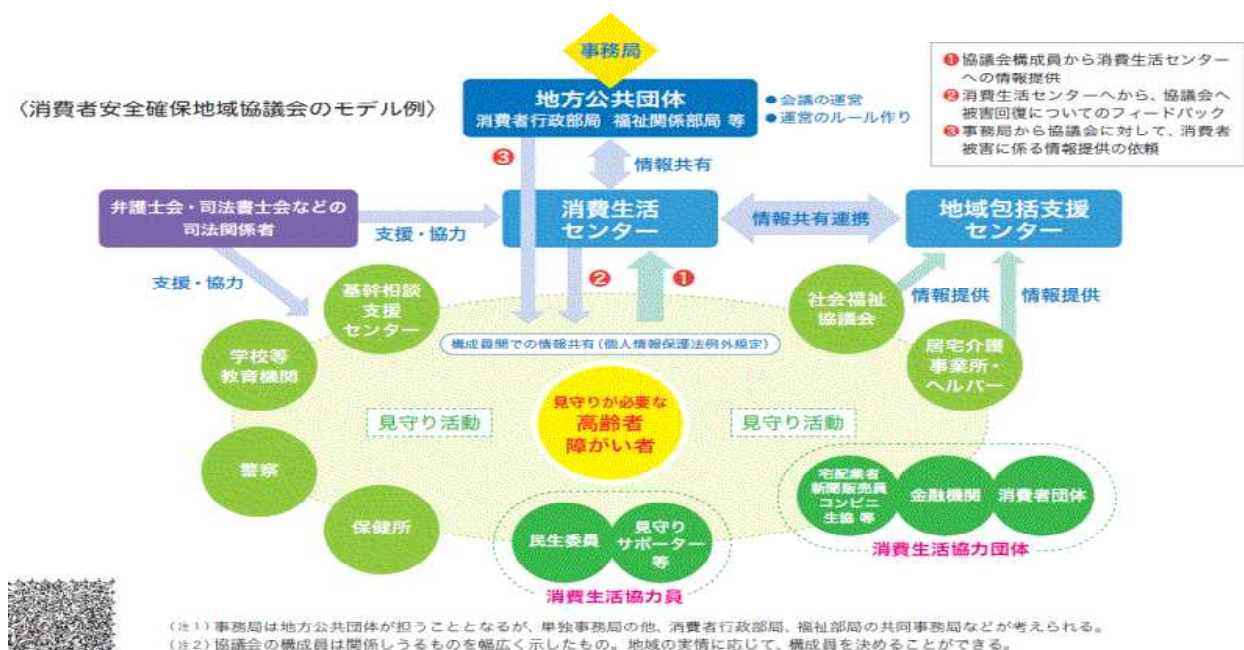 事務局
〈消費者安全確保地域協議会のモデル例〉
地方公共団体
消費者行政部局 福祉関係部局 等
●会議の運営
●運営のルール作り
❶協議会構成員から消費生活センター
への情報提供
❷消費生活センターへから、協議会へ
被害回復についてのフィードバック
❸事務局から協議会に対して、消費者
被害に係る情報提供の依頼
❸
情報共有
弁護士会・司法書士会などの
司法関係者
支援・協力
消費生活
センター
情報共有連携
地域包括支援
センター
支援・協力
❷
❶
基幹相談
支援
センター
社会福祉
協議会
情報提供
情報提供
構成員間での情報共有(個人情報保護法例外規定)
学校等
教育機関
居宅介護
事業所・
ヘルパー
見守り活動
見守りが必要な
高齢者
障がい者
見守り活動
警察
宅配業者
新聞販売員
コンビニ
生協 等
金融機関
消費者団体
保健所
民生委員
見守り
サポーター
等
消費生活協力団体
消費生活協力員
(注1)事務局は地方公共団体が担うこととなるが、単独事務局の他、消費者行政部局、福祉部局の共同事務局などが考えられる。
(注2)協議会の構成員は関係しうるものを幅広く示したもの。地域の実情に応じて、構成員を決めることができる。